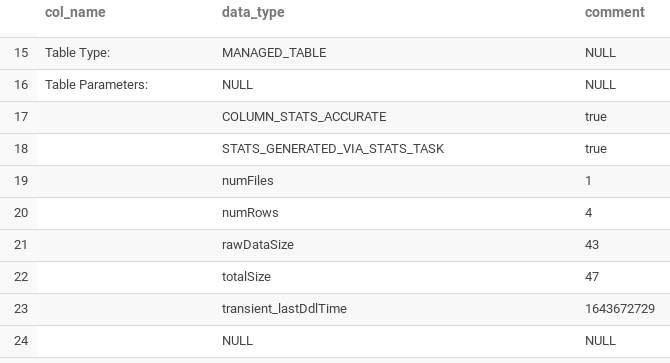 col_name data_type comment
15 Table Type: MANAGED_TABLE NULL
16 Table Parameters: NULL NULL
17 COLUMN_STATS_ACCURATE true
18 STATS_GENERATED_VIA_STATS_TASK true
19 numFiles 1
20 numRows 4
21 rawDataSize 43
22 totalSize 47
23 transient_lastDdlTime 1643672729
24 NULL NULL